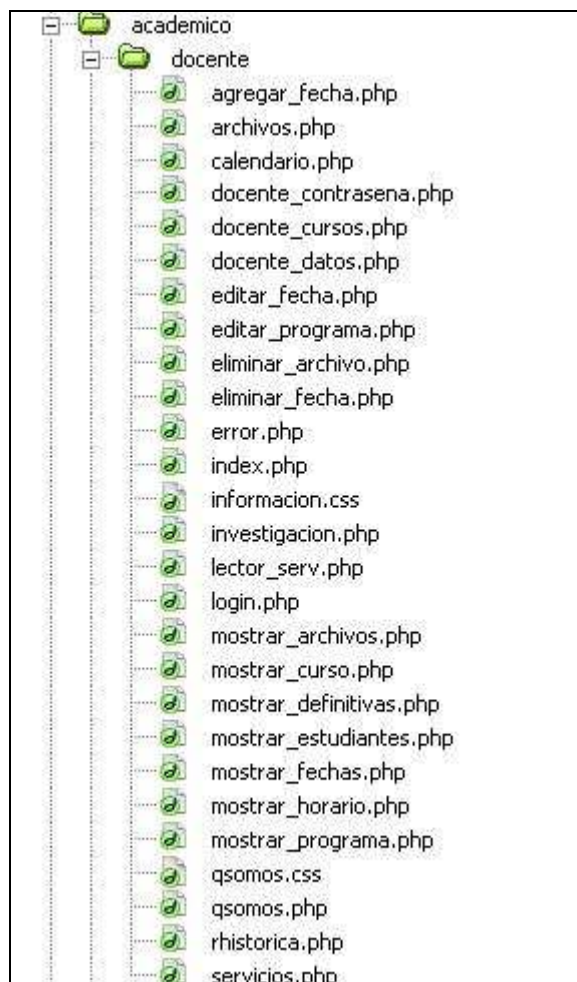 academico
docente
agregar_fecha.php
archivos.php
calendario.php
docente_contrasena.php
docente_cursos.php
docente_datos.php
editar_fecha.php
editar_programa.php
eliminar_archivo.php
eliminar_fecha.php
error.php
index.php
informacion.css
investigacion.php
lector_serv.php
login.php
mostrar_archivos.php
mostrar_curso.php
mostrar_definitivas.php
mostrar_estudiantes.php
mostrar_fechas.php
mostrar_horario.php
mostrar_programa.php
qsomos.css
qsomos.php
rhistorica.php
servicios.php